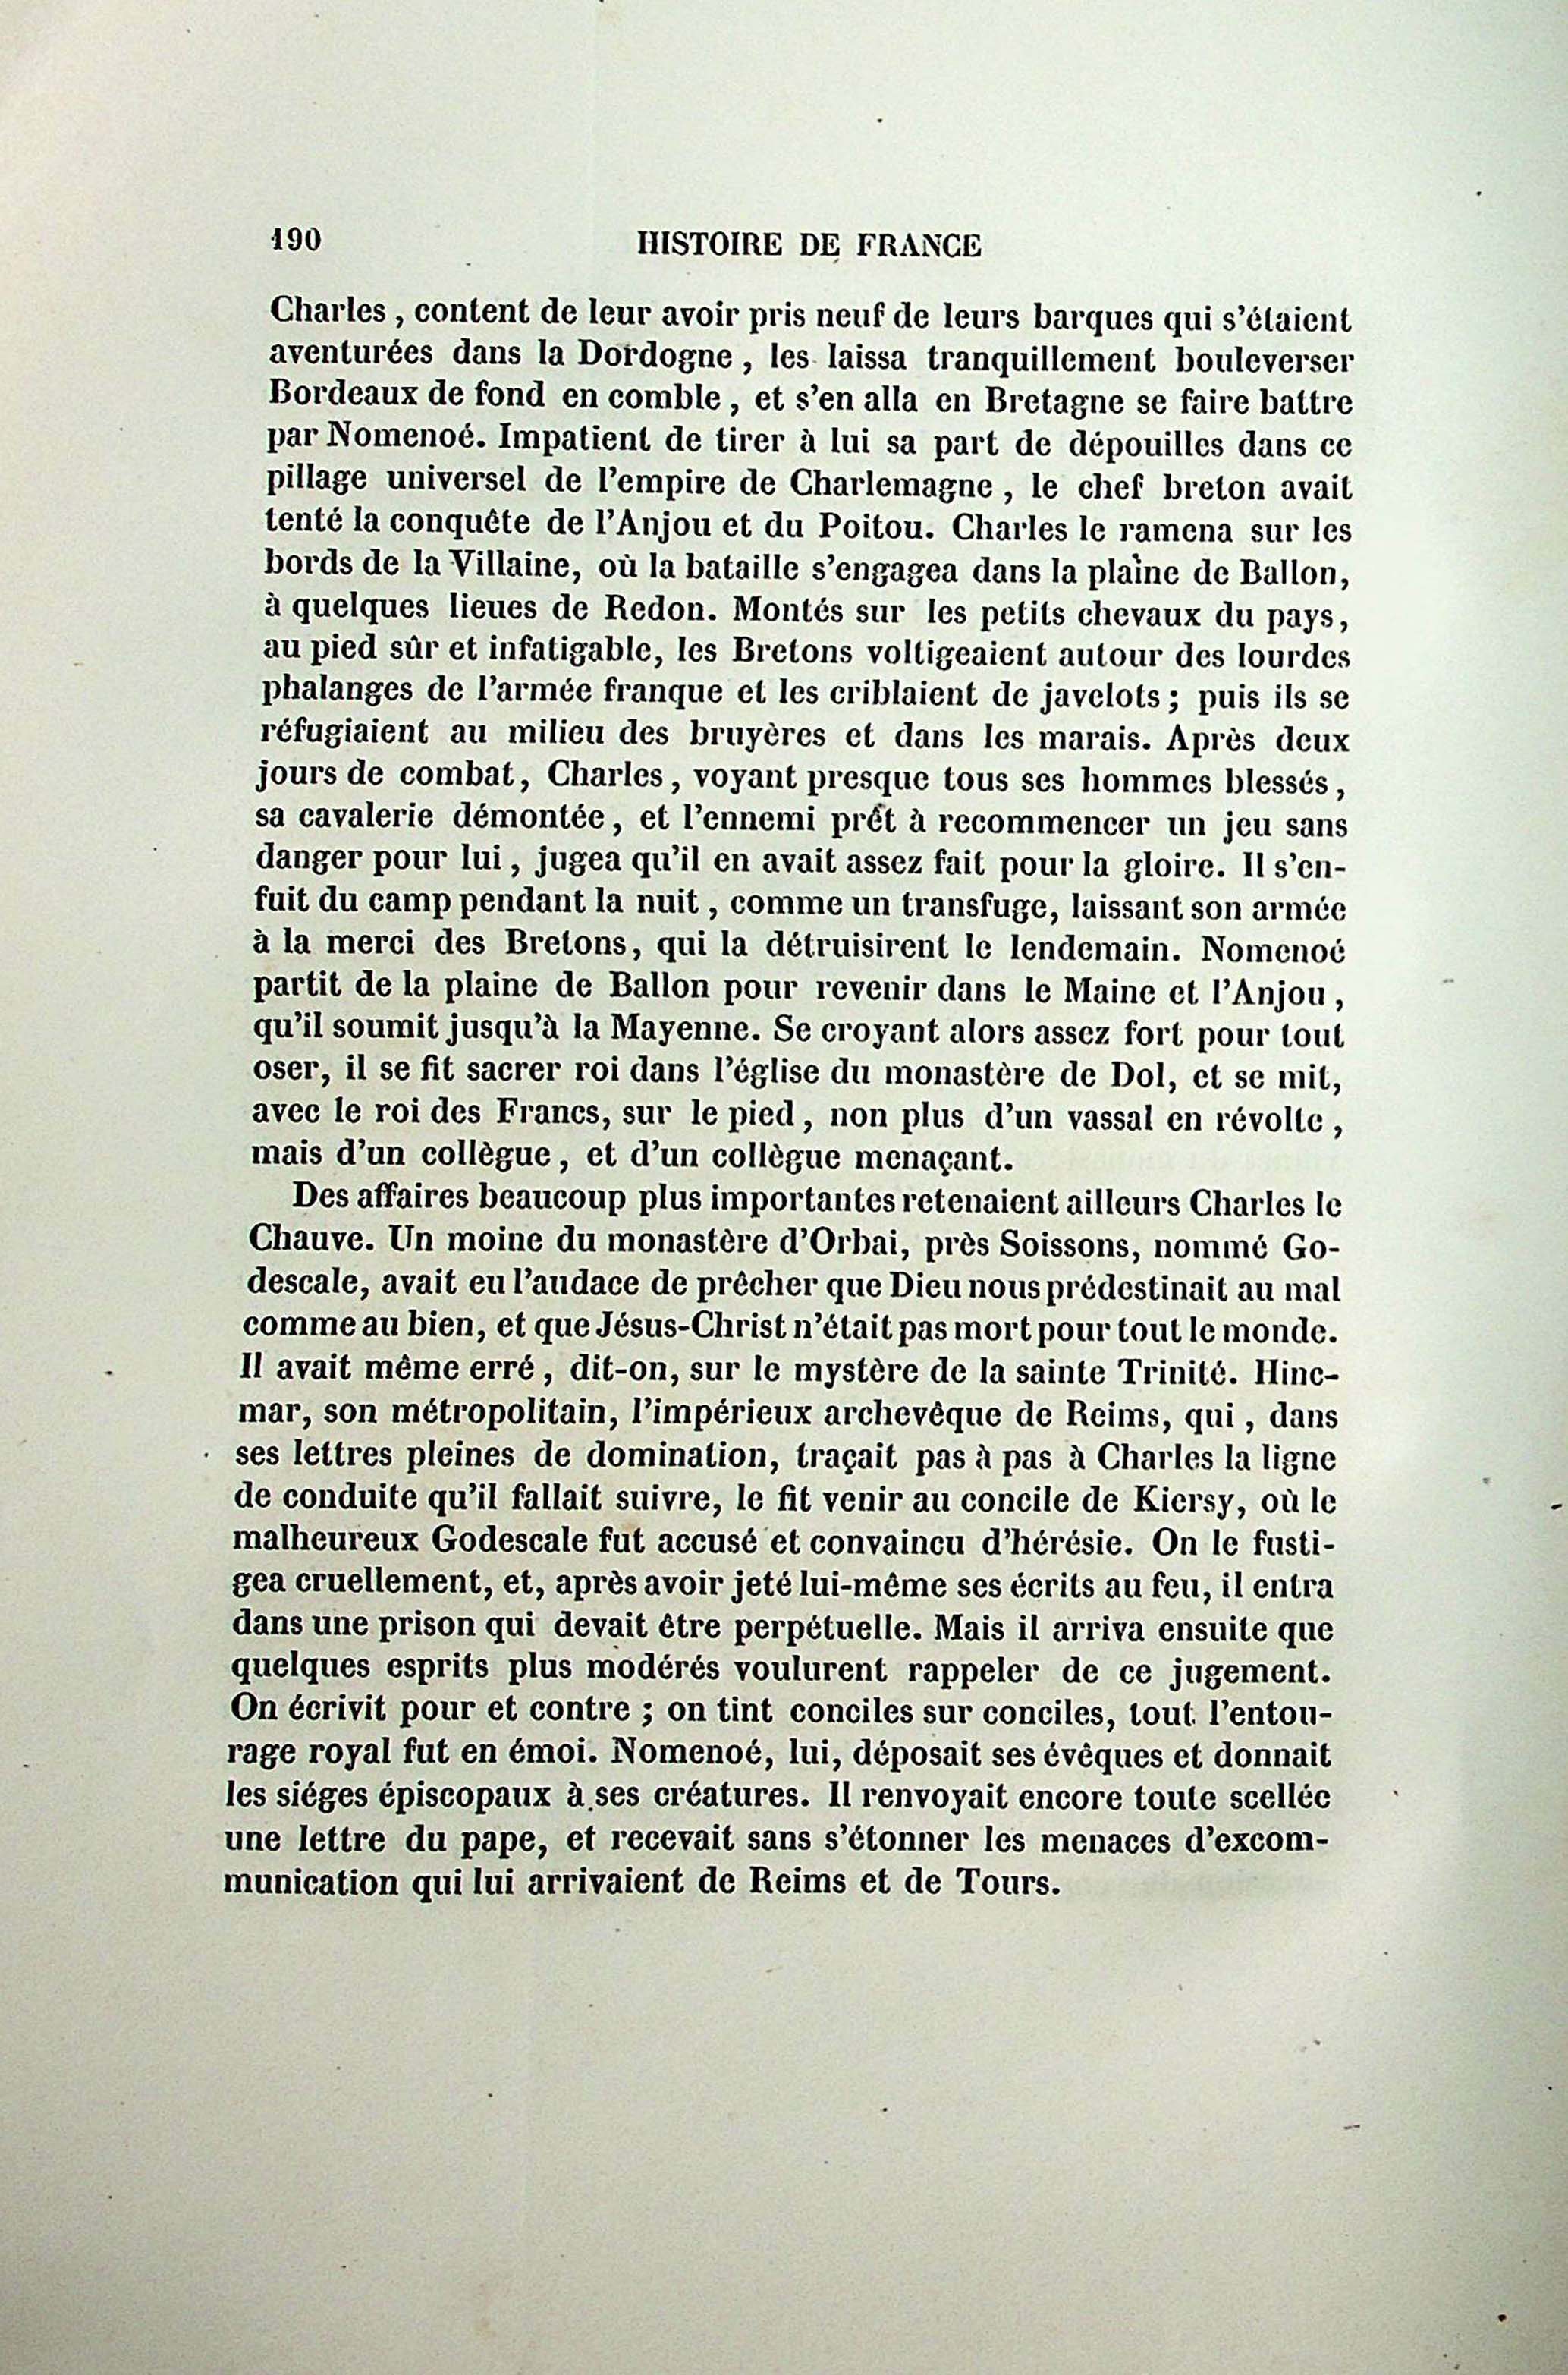 190
HISTOIRE DE FRANCE
Charles, content de leur avoir pris neuf de leurs barques qui s'étaient
aventurées dans la Dordogne, les laissa tranquillement bouleverser
Bordeaux de fond en comble, et s'en alla en Bretagne se faire battre
par Nomenoé. Impatient de tirer à lui sa part de dépouilles dans ce
pillage universel de l'empire de Charlemagne, le chef breton avait
tenté la conquête de l'Anjou et du Poitou. Charles le ramena sur les
bords de la Villaine, où la bataille s'engagea dans la plaine de Ballon,
à quelques lieues de Redon. Montés sur les petits chevaux du pays,
au pied sûr et infatigable, les Bretons voltigeaient autour des lourdes
phalanges de l'armée franque et les criblaient de javelots; puis ils se
réfugiaient au milieu des bruyères et dans les marais. Après deux
jours de combat, Charles, voyant presque tous ses hommes blessés,
sa cavalerie démontée, et l'ennemi prêt à recommencer un jeu sans
danger pour lui, jugea qu'il en avait assez fait pour la gloire. Il s'en-
fuit du camp pendant la nuit, comme un transfuge, laissant son armée
à la merci des Bretons, qui la détruisirent le lendemain. Nomenoé
partit de la plaine de Ballon pour revenir dans le Maine et l'Anjou,
qu'il soumit jusqu'à la Mayenne. Se croyant alors assez fort pour tout
oser, il se fit sacrer roi dans l'église du monastère de Dol, et se mit,
avec le roi des Francs, sur le pied, non plus d'un vassal en révolte,
mais d'un collègue, et d'un collègue menaçant.
Des affaires beaucoup plus importantes retenaient ailleurs Charles le
Chauve. Un moine du monastère d'Orbai, près Soissons, nommé Go-
descale, avait eu l'audace de prêcher que Dieu nous prédestinait au mal
comme au bien, et que Jésus-Christ n'était pas mort pour tout le monde.
Il avait même erré, dit-on, sur le mystère de la sainte Trinité. Hinc-
mar, son métropolitain, l'impérieux archevêque de Reims, qui, dans
ses lettres pleines de domination, traçait pas à pas à Charles la ligne
de conduite qu'il fallait suivre, le fit venir au concile de Kiersy, où le
malheureux Godescale fut accusé et convaincu d'hérésie. On le fusti-
gea cruellement, et, après avoir jeté lui-même ses écrits au feu, il entra
dans une prison qui devait être perpétuelle. Mais il arriva ensuite que
quelques esprits plus modérés voulurent rappeler de ce jugement.
On écrivit pour et contre ; on tint conciles sur conciles, tout l'entou-
rage royal fut en émoi. Nomenoé, lui, déposait ses évêques et donnait
les siéges épiscopaux à ses créatures. Il renvoyait encore toute scellée
une lettre du pape, et recevait sans s'étonner les menaces d'excom-
munication qui lui arrivaient de Reims et de Tours.